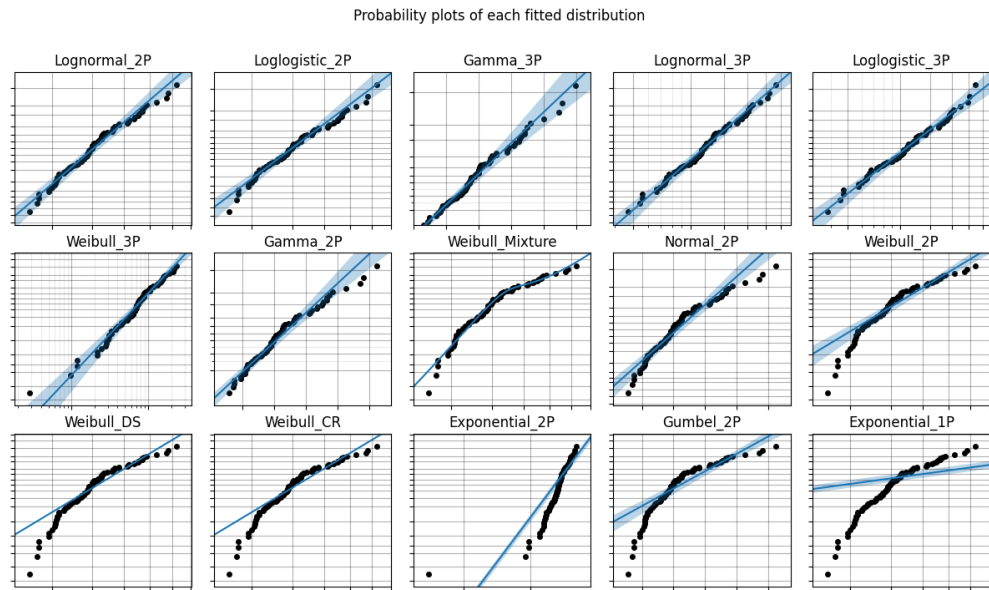 Probability plots of each fitted distribution
Lognormal_2P
Loglogistic_2P
Gamma_3P
Lognormal_3P
Loglogistic_3P
Weibull_3P
Gamma_2P
Weibull_Mixture
Normal_2P
Weibull_2P
Weibull_DS
Weibull_CR
Exponential_2P
Gumbel_2P
Exponential_1P